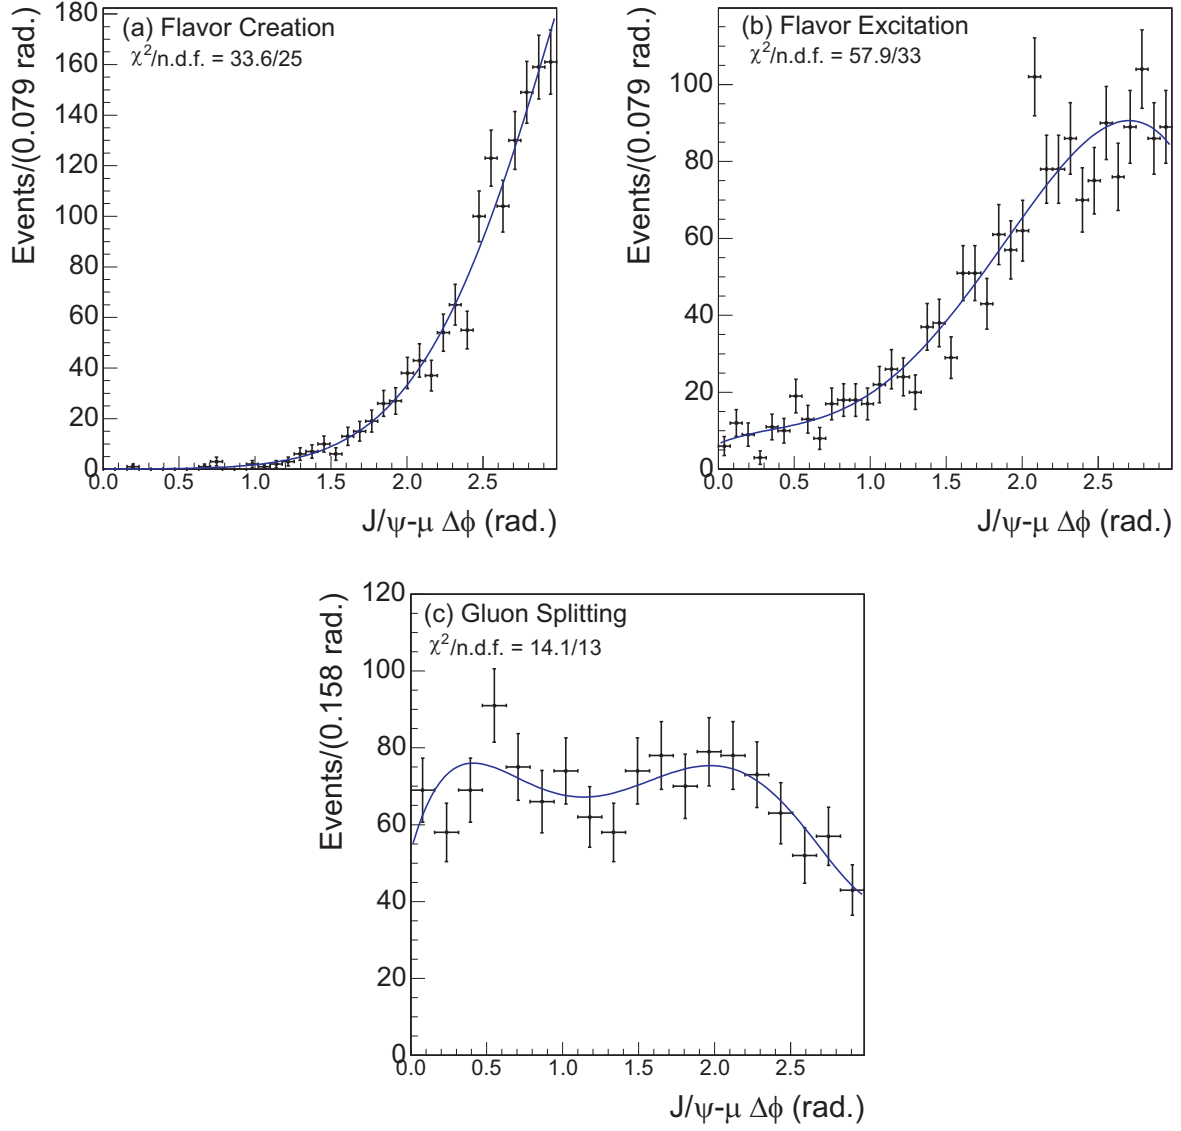 (a) Flavor Creation
χ²/n.d.f. = 33.6/25
Events/(0.079 rad.)
180
160
140
120
100
80
60
40
20
0
0.0 0.5 1.0 1.5 2.0 2.5
J/ψ-μ Δϕ (rad.)
(b) Flavor Excitation
χ²/n.d.f. = 57.9/33
Events/(0.079 rad.)
100
80
60
40
20
0
0.0 0.5 1.0 1.5 2.0 2.5
J/ψ-μ Δϕ (rad.)
(c) Gluon Splitting
χ²/n.d.f. = 14.1/13
Events/(0.158 rad.)
120
100
80
60
40
20
0
0.0 0.5 1.0 1.5 2.0 2.5
J/ψ-μ Δϕ (rad.)